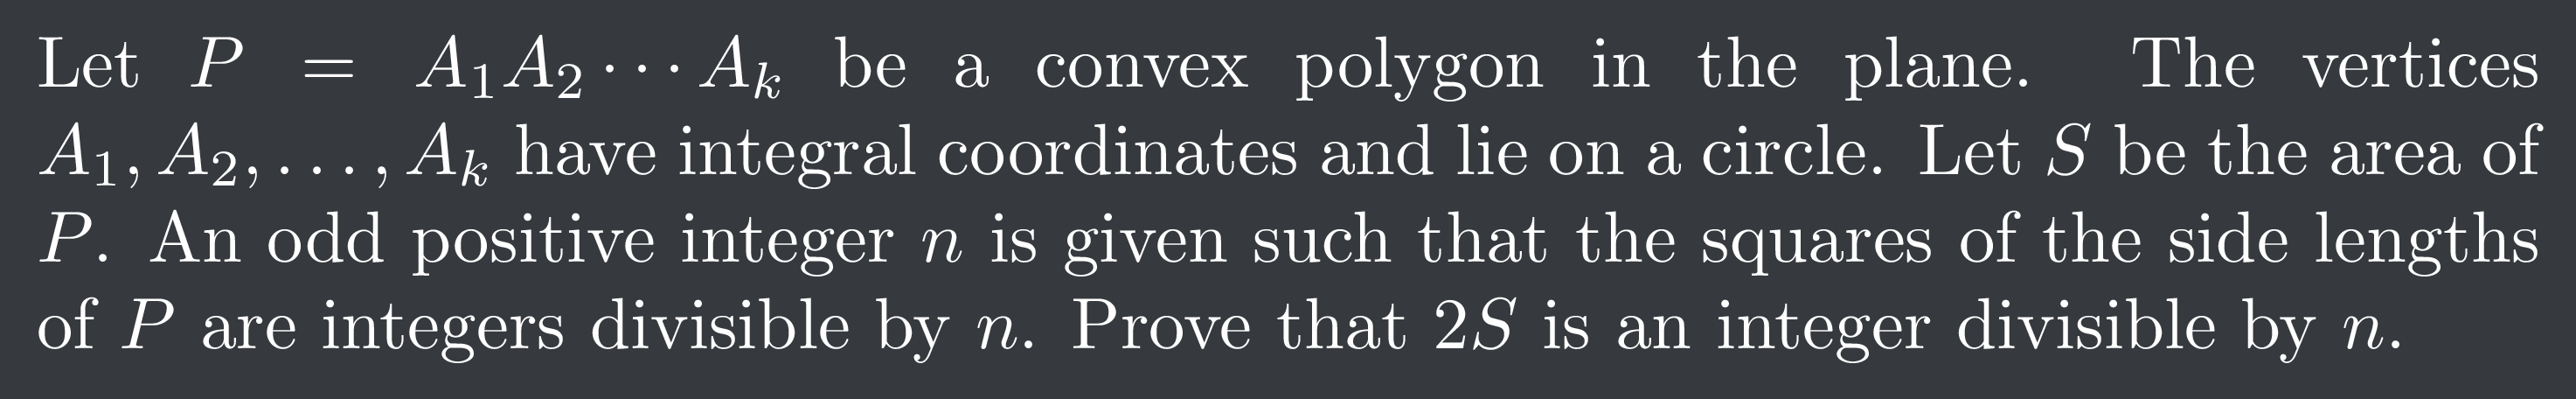 Let P = A₁A₂⋯Aₖ be a convex polygon in the plane. The vertices
A₁, A₂, . . . , Aₖ have integral coordinates and lie on a circle. Let S be the area of
P. An odd positive integer n is given such that the squares of the side lengths
of P are integers divisible by n. Prove that 2S is an integer divisible by n.